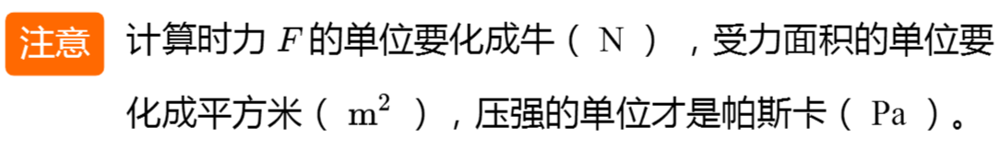 注意 计算时力 F 的单位要化成牛（ N ），受力面积的单位要
化成平方米（ m² ），压强的单位才是帕斯卡（ Pa ）。